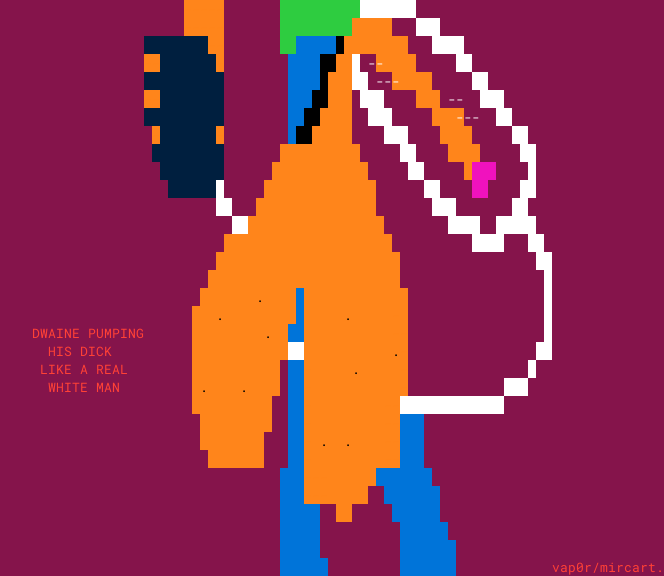 DWAINE PUMPING
HIS DICK
LIKE A REAL
WHITE MAN
vap0r/mircart.